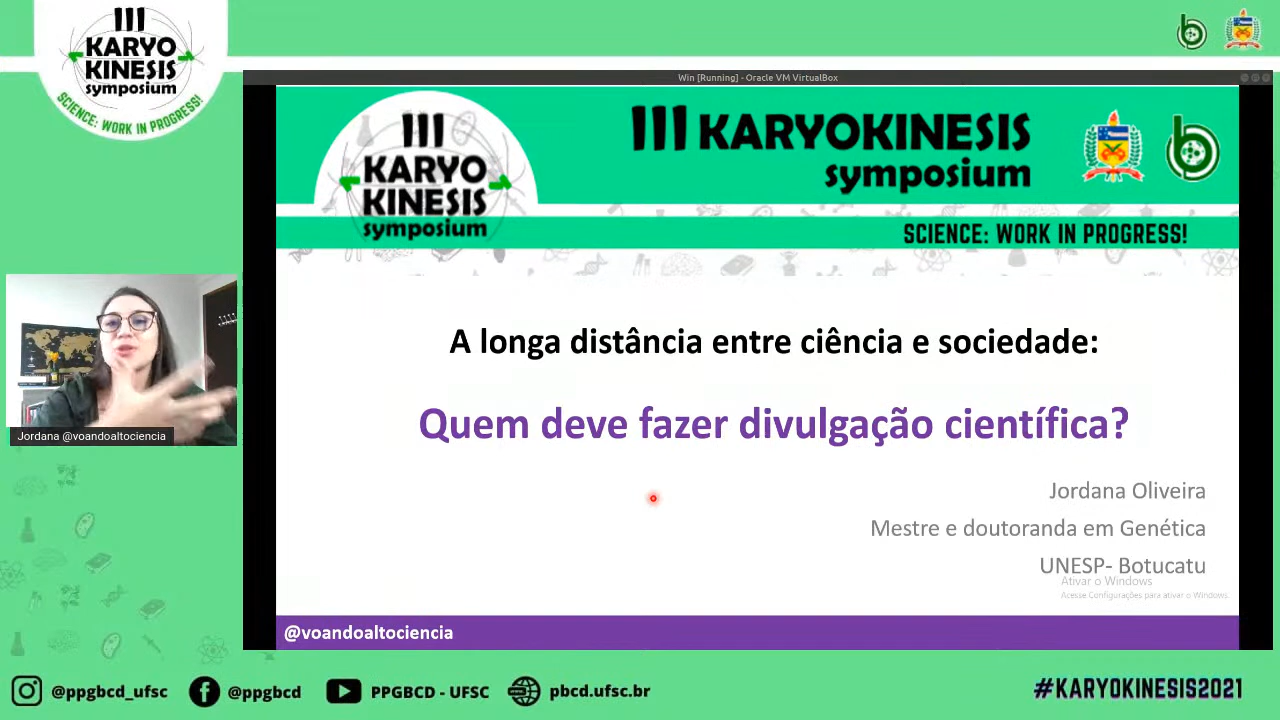 III
KARYO
KINESIS
symposium
SCIENCE: WORK IN PROGRESS!
Win [Running] - Oracle VM VirtualBox
III
KARYO
KINESIS
symposium
III KARYOKINESIS
symposium
SCIENCE: WORK IN PROGRESS!
A longa distância entre ciência e sociedade:
Quem deve fazer divulgação científica?
Jordana Oliveira
Mestre e doutoranda em Genética
UNESP- Botucatu
Ativar o Windows
Acesse Configurações para ativar o Windows.
Jordana @voandoaltociencia
@voandoaltociencia
@ppgbcd_ufsc
@ppgbcd
PPGBCD - UFSC
pbcd.ufsc.br
#KARYOKINESIS2021